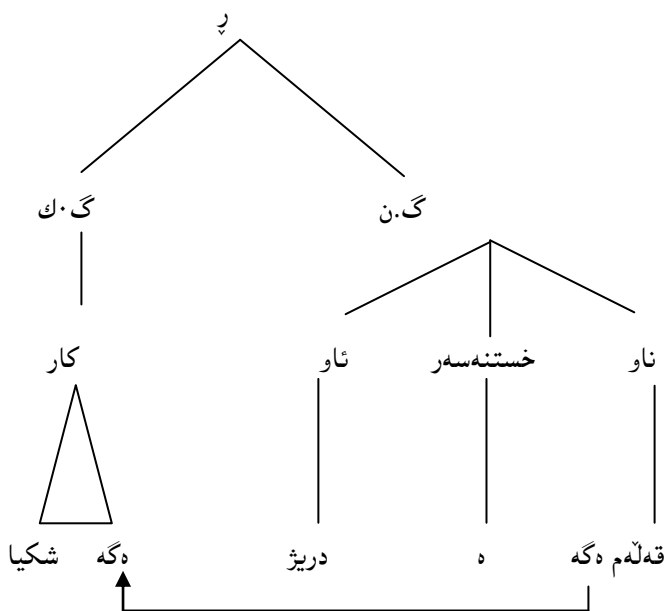 ڕ
گ.ن گ.ك
ناو خستنەسەر ئاو كار
قەڵەم ەگە ە دریژ ەگە شكیا